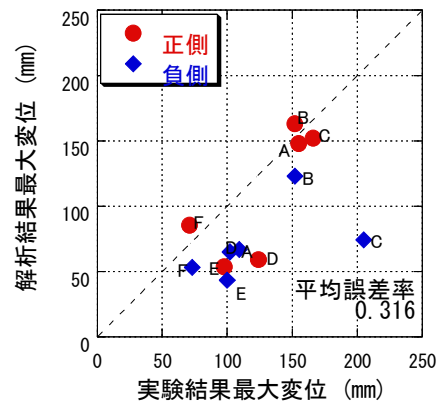 250
200
150
100
50
0
解析結果最大変位 (mm)
正側
負側
B
C
A
B
F
D
A
C
E
D
F
E
平均誤差率
0.316
0
50
100
150
200
250
実験結果最大変位 (mm)